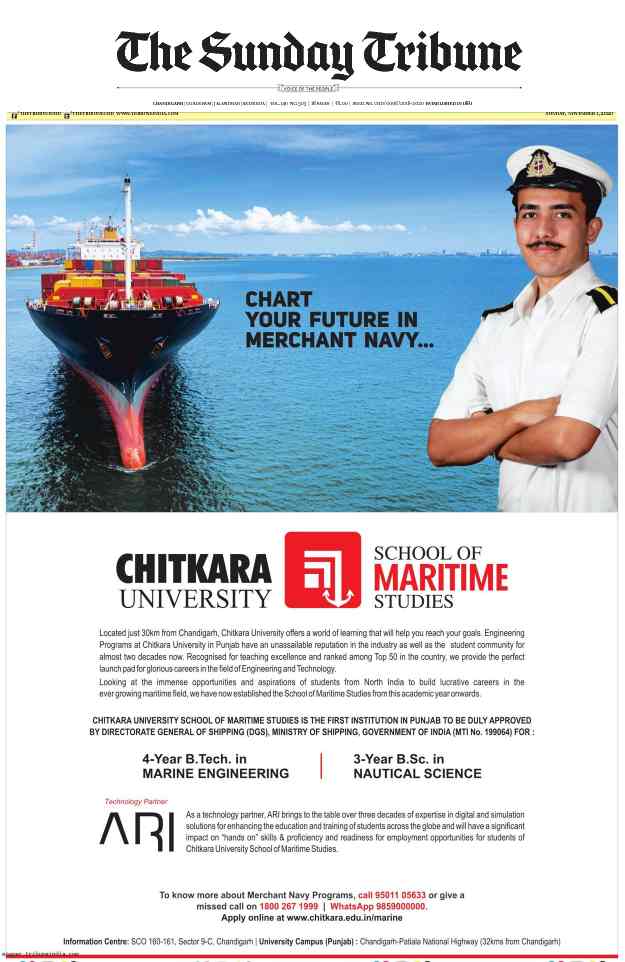 The Sunday Tribune
VOICE OF THE PEOPLE
SUNDAY, NOVEMBER 1, 2020
CHART
YOUR FUTURE IN
MERCHANT NAVY...
CHITKARA
UNIVERSITY
SCHOOL OF
MARITIME
STUDIES
Located just 30km from Chandigarh, Chitkara University offers a world of learning that will help you reach your goals. Engineering
Programs at Chitkara University in Punjab have an unassailable reputation in the industry as well as the student community for
almost two decades now. Recognised for teaching excellence and ranked among Top 50 in the country, we provide the perfect
launch pad for glorious careers in the field of Engineering and Technology.
Looking at the immense opportunities and aspirations of students from North India to build lucrative careers in the
ever growing maritime field, we have now established the School of Maritime Studies from this academic year onwards.
CHITKARA UNIVERSITY SCHOOL OF MARITIME STUDIES IS THE FIRST INSTITUTION IN PUNJAB TO BE DULY APPROVED
BY DIRECTORATE GENERAL OF SHIPPING (DGS), MINISTRY OF SHIPPING, GOVERNMENT OF INDIA (MTI No. 199064) FOR :
4-Year B.Tech. in
MARINE ENGINEERING
3-Year B.Sc. in
NAUTICAL SCIENCE
Technology Partner
ARI
As a technology partner, ARI brings to the table over three decades of expertise in digital and simulation
solutions for enhancing the education and training of students across the globe and will have a significant
impact on "hands on" skills & proficiency and readiness for employment opportunities for students of
Chitkara University School of Maritime Studies.
To know more about Merchant Navy Programs, call 95011 05633 or give a
missed call on 1800 267 1999 | WhatsApp 9859000000.
Apply online at www.chitkara.edu.in/marine
Information Centre: SCO 160-161, Sector 9-C, Chandigarh | University Campus (Punjab) : Chandigarh-Patiala National Highway (32kms from Chandigarh)